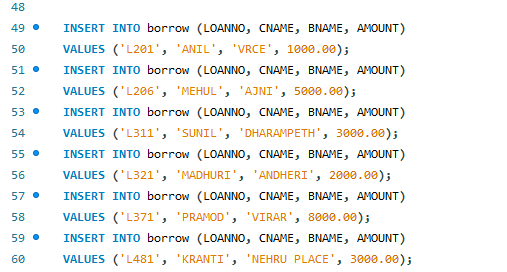 48
49 INSERT INTO borrow (LOANNO, CNAME, BNAME, AMOUNT)
50 VALUES ('L201', 'ANIL', 'VRCE', 1000.00);
51 INSERT INTO borrow (LOANNO, CNAME, BNAME, AMOUNT)
52 VALUES ('L206', 'MEHUL', 'AJNI', 5000.00);
53 INSERT INTO borrow (LOANNO, CNAME, BNAME, AMOUNT)
54 VALUES ('L311', 'SUNIL', 'DHARAMPETH', 3000.00);
55 INSERT INTO borrow (LOANNO, CNAME, BNAME, AMOUNT)
56 VALUES ('L321', 'MADHURI', 'ANDHERI', 2000.00);
57 INSERT INTO borrow (LOANNO, CNAME, BNAME, AMOUNT)
58 VALUES ('L371', 'PRAMOD', 'VIRAR', 8000.00);
59 INSERT INTO borrow (LOANNO, CNAME, BNAME, AMOUNT)
60 VALUES ('L481', 'KRANTI', 'NEHRU PLACE', 3000.00);